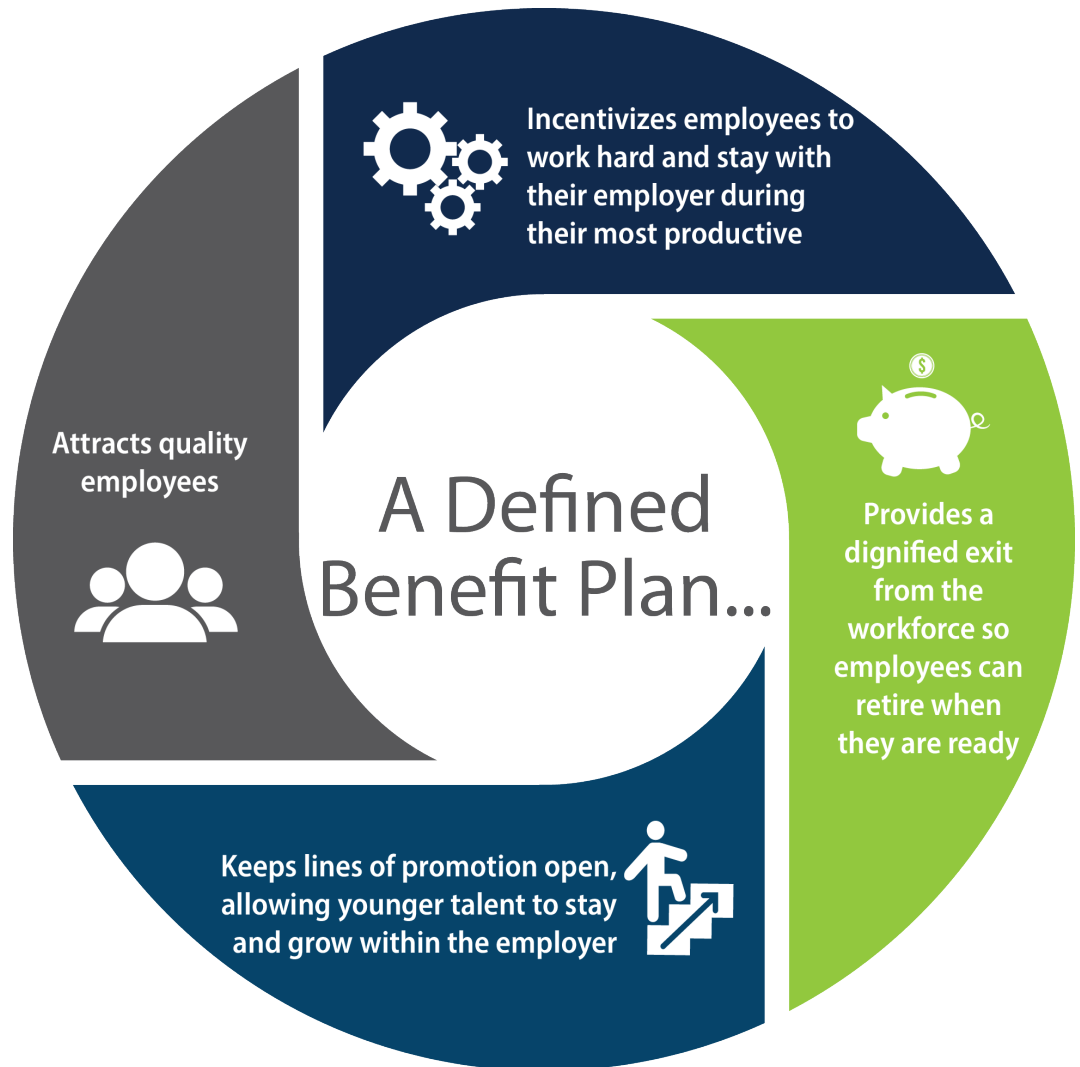 Incentivizes employees to
work hard and stay with
their employer during
their most productive
$
Provides a
dignified exit
from the
workforce so
employees can
retire when
they are ready
Attracts quality
employees
A Defined
Benefit Plan...
Keeps lines of promotion open,
allowing younger talent to stay
and grow within the employer